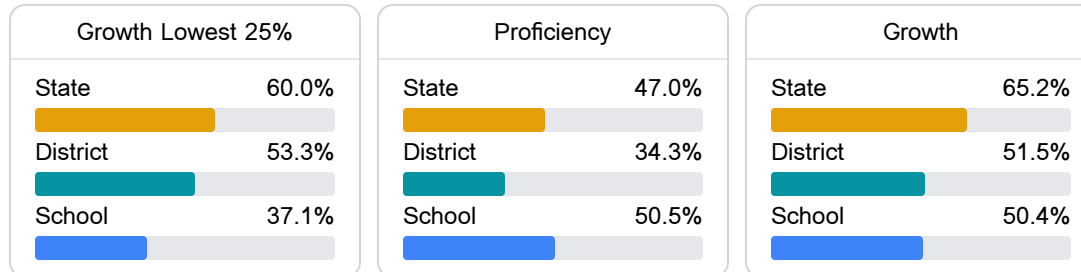 Growth Lowest 25%
State 60.0%
District 53.3%
School 37.1%
Proficiency
State 47.0%
District 34.3%
School 50.5%
Growth
State 65.2%
District 51.5%
School 50.4%